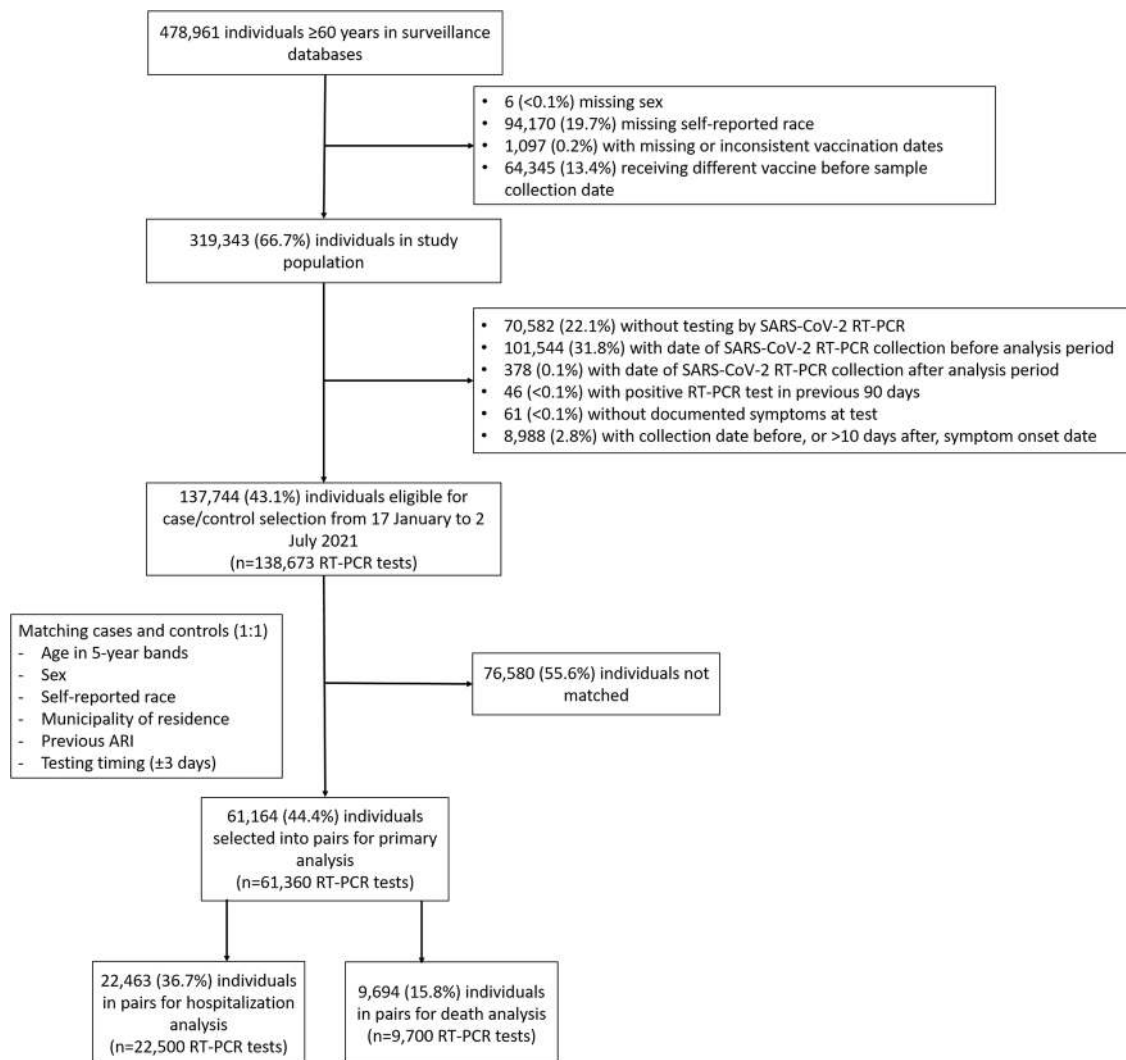 478,961 individuals ≥60 years in surveillance
databases
• 6 (<0.1%) missing sex
• 94,170 (19.7%) missing self-reported race
• 1,097 (0.2%) with missing or inconsistent vaccination dates
• 64,345 (13.4%) receiving different vaccine before sample
collection date
319,343 (66.7%) individuals in study
population
• 70,582 (22.1%) without testing by SARS-CoV-2 RT-PCR
• 101,544 (31.8%) with date of SARS-CoV-2 RT-PCR collection before analysis period
• 378 (0.1%) with date of SARS-CoV-2 RT-PCR collection after analysis period
• 46 (<0.1%) with positive RT-PCR test in previous 90 days
• 61 (<0.1%) without documented symptoms at test
• 8,988 (2.8%) with collection date before, or >10 days after, symptom onset date
137,744 (43.1%) individuals eligible for
case/control selection from 17 January to 2
July 2021
(n=138,673 RT-PCR tests)
Matching cases and controls (1:1)
- Age in 5-year bands
- Sex
- Self-reported race
- Municipality of residence
- Previous ARI
- Testing timing (±3 days)
76,580 (55.6%) individuals not
matched
61,164 (44.4%) individuals
selected into pairs for primary
analysis
(n=61,360 RT-PCR tests)
22,463 (36.7%) individuals
in pairs for hospitalization
analysis
(n=22,500 RT-PCR tests)
9,694 (15.8%) individuals
in pairs for death analysis
(n=9,700 RT-PCR tests)